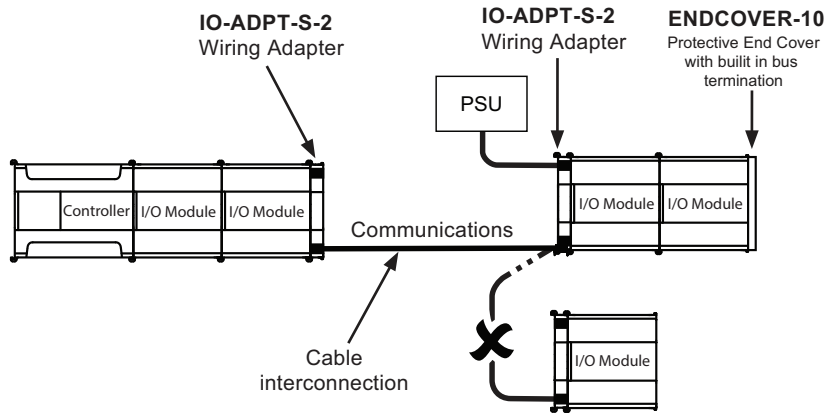 IO-ADPT-S-2
Wiring Adapter
IO-ADPT-S-2
Wiring Adapter
ENDCOVER-10
Protective End Cover
with builit in bus
termination
PSU
Controller
I/O Module
I/O Module
Communications
I/O Module
I/O Module
Cable
interconnection
I/O Module